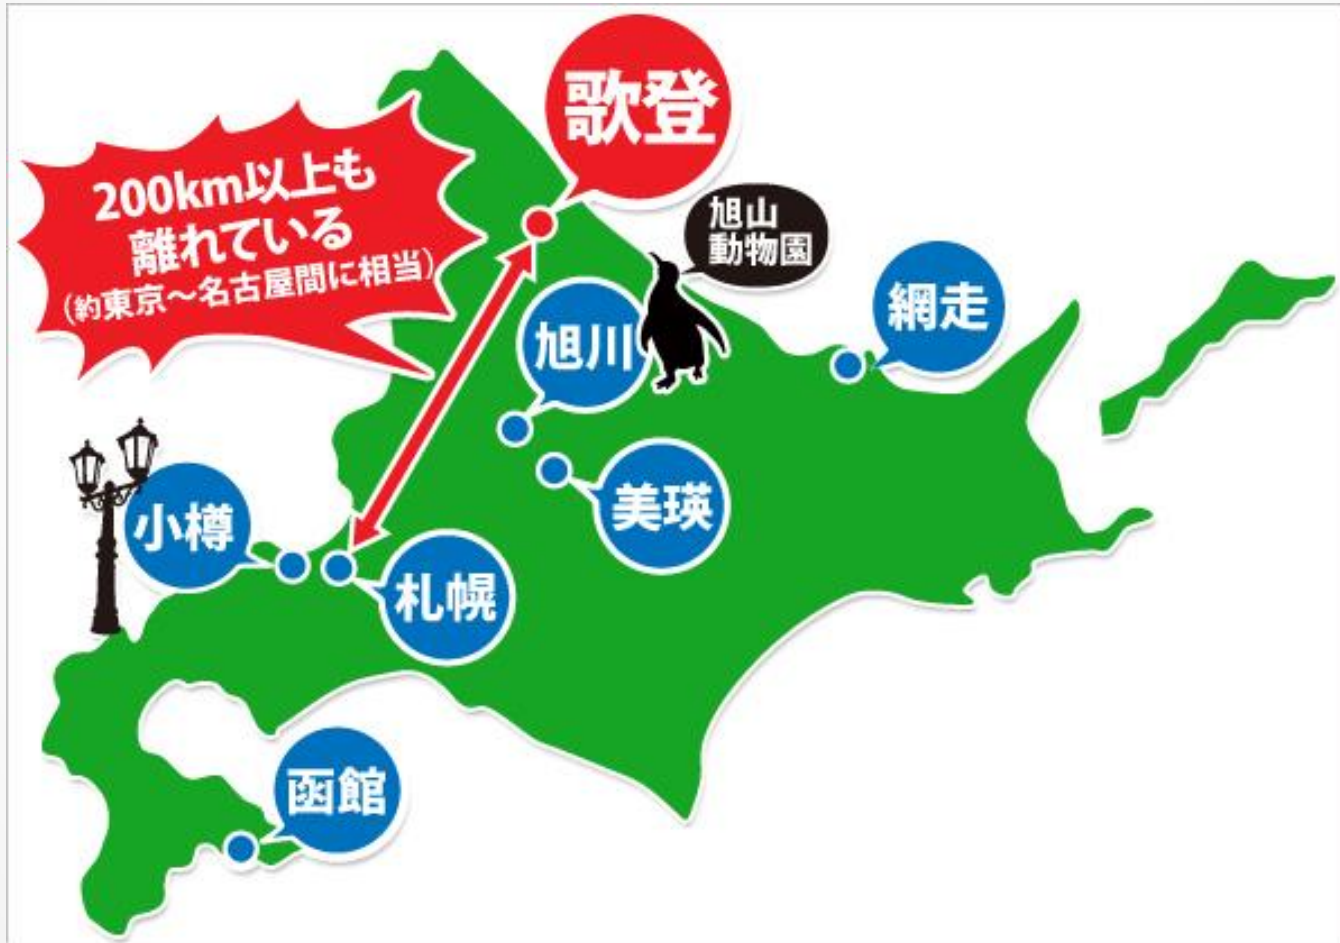 歌登
200km以上も
離れている
(約東京~名古屋間に相当)
旭山
動物園
網走
旭川
美瑛
小樽
札幌
函館